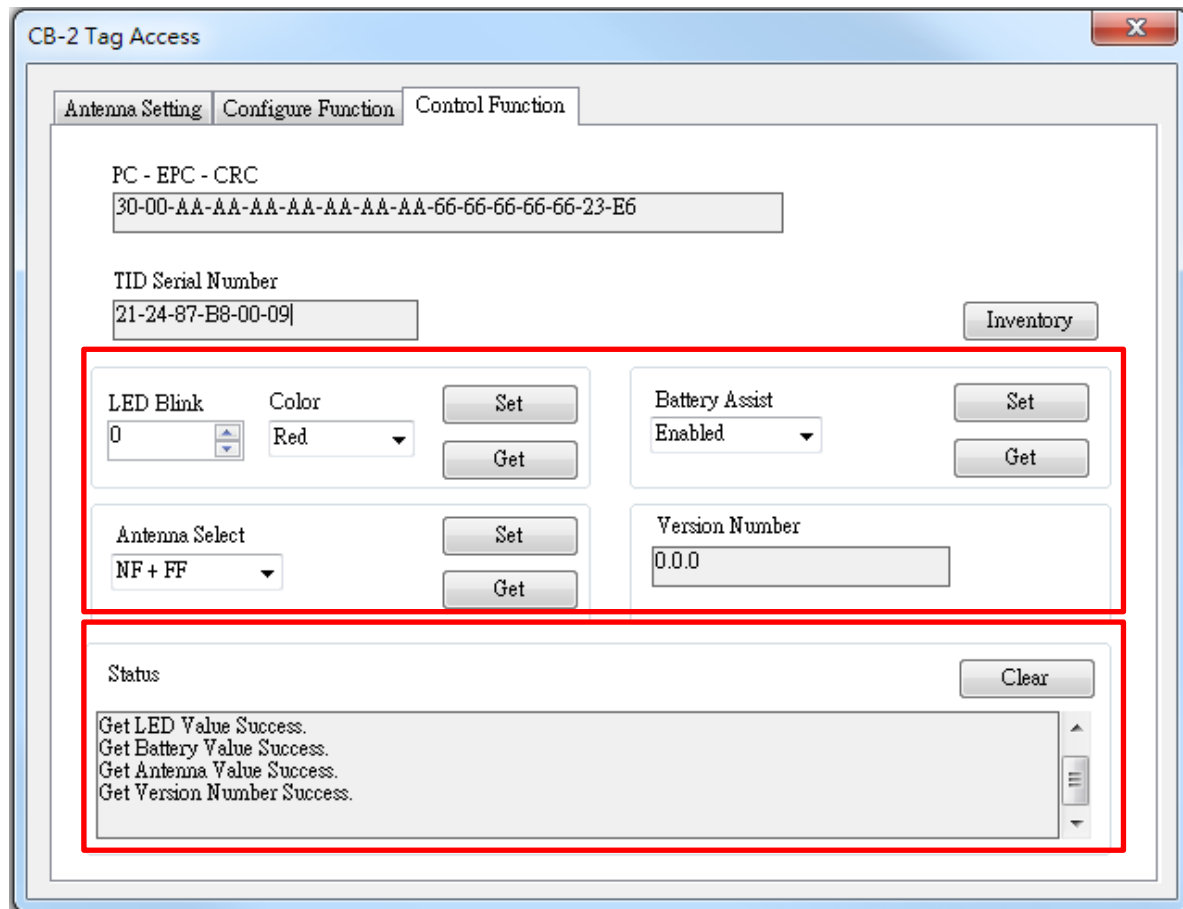 CB-2 Tag Access
x
Antenna Setting Configure Function Control Function
PC - EPC - CRC
30-00-AA-AA-AA-AA-AA-AA-AA-66-66-66-66-66-23-E6
TID Serial Number
21-24-87-B8-00-09
Inventory
LED Blink Color
0 Red
Set
Get
Battery Assist
Enabled
Set
Get
Antenna Select
NF + FF
Set
Get
Version Number
0.0.0
Status
Clear
Get LED Value Success.
Get Battery Value Success.
Get Antenna Value Success.
Get Version Number Success.